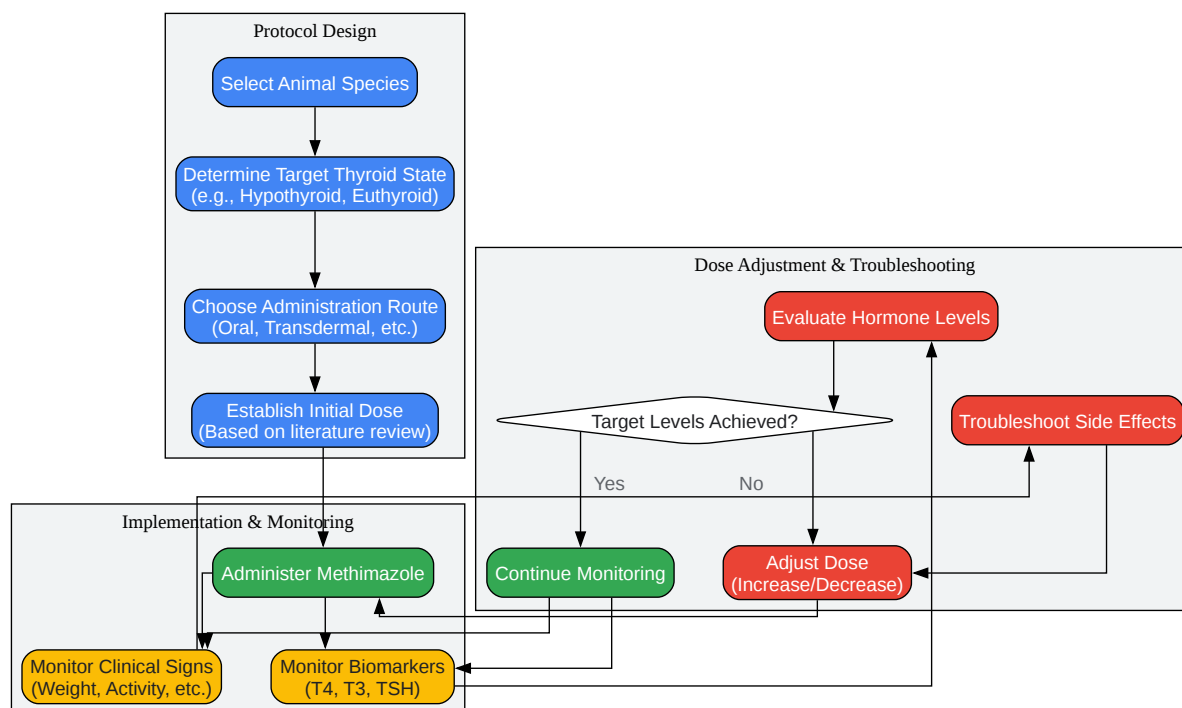 Protocol Design
Select Animal Species
Determine Target Thyroid State
(e.g., Hypothyroid, Euthyroid)
Choose Administration Route
(Oral, Transdermal, etc.)
Establish Initial Dose
(Based on literature review)
Dose Adjustment & Troubleshooting
Evaluate Hormone Levels
Target Levels Achieved?
Troubleshoot Side Effects
Yes
No
Continue Monitoring
Adjust Dose
(Increase/Decrease)
Implementation & Monitoring
Administer Methimazole
Monitor Clinical Signs
(Weight, Activity, etc.)
Monitor Biomarkers
(T4, T3, TSH)